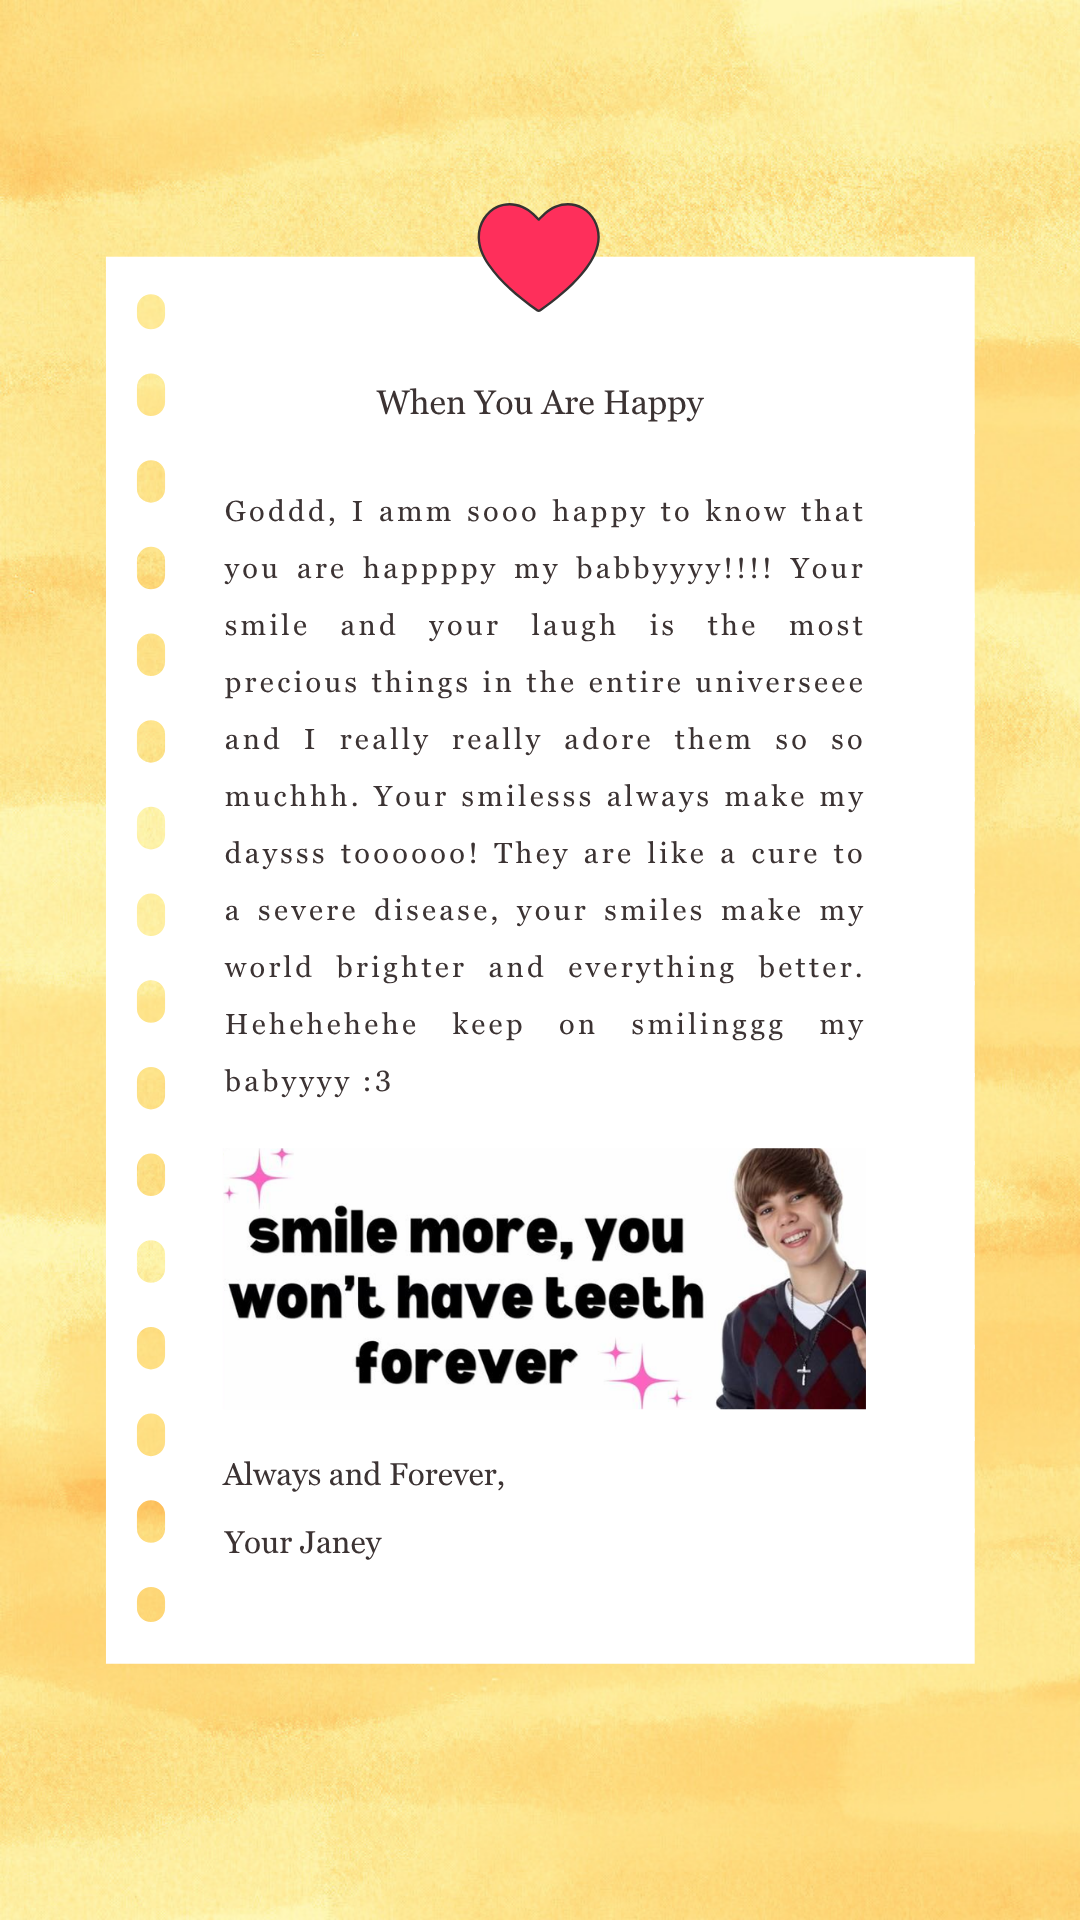 When You Are Happy
Goddd, I amm sooo happy to know that
you are happppy my babbyyyy!!!! Your
smile and your laugh is the most
precious things in the entire universeee
and I really really adore them so so
muchhh. Your smilesss always make my
daysss toooooo! They are like a cure to
a severe disease, your smiles make my
world brighter and everything better.
Hehehehehe keep on smilinggg my
babyyyy :3
smile more, you
won't have teeth
forever
Always and Forever,
Your Janey